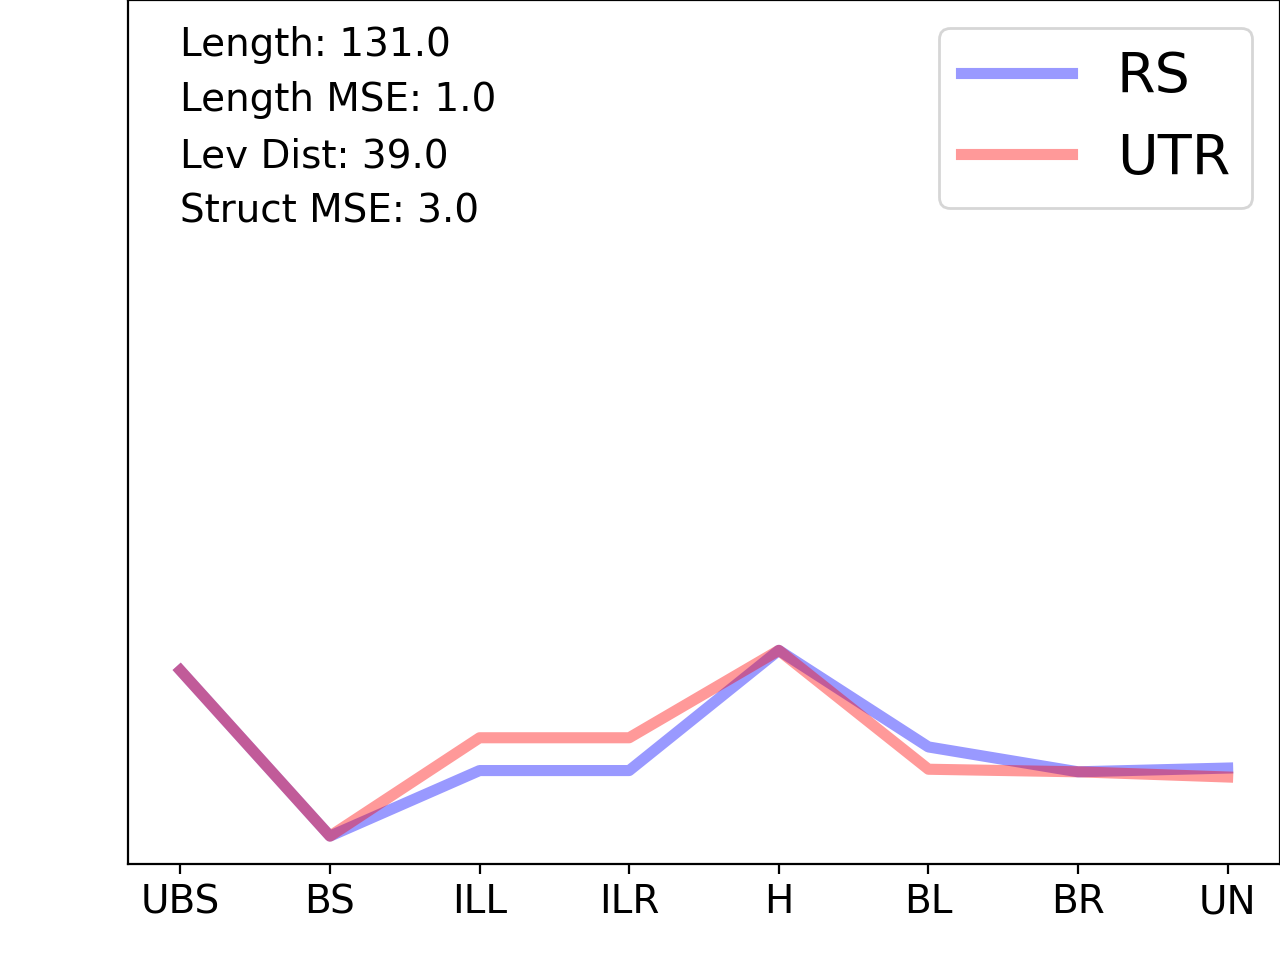 Length: 131.0
Length MSE: 1.0
Lev Dist: 39.0
Struct MSE: 3.0
RS
UTR
UBS BS ILL ILR H BL BR UN